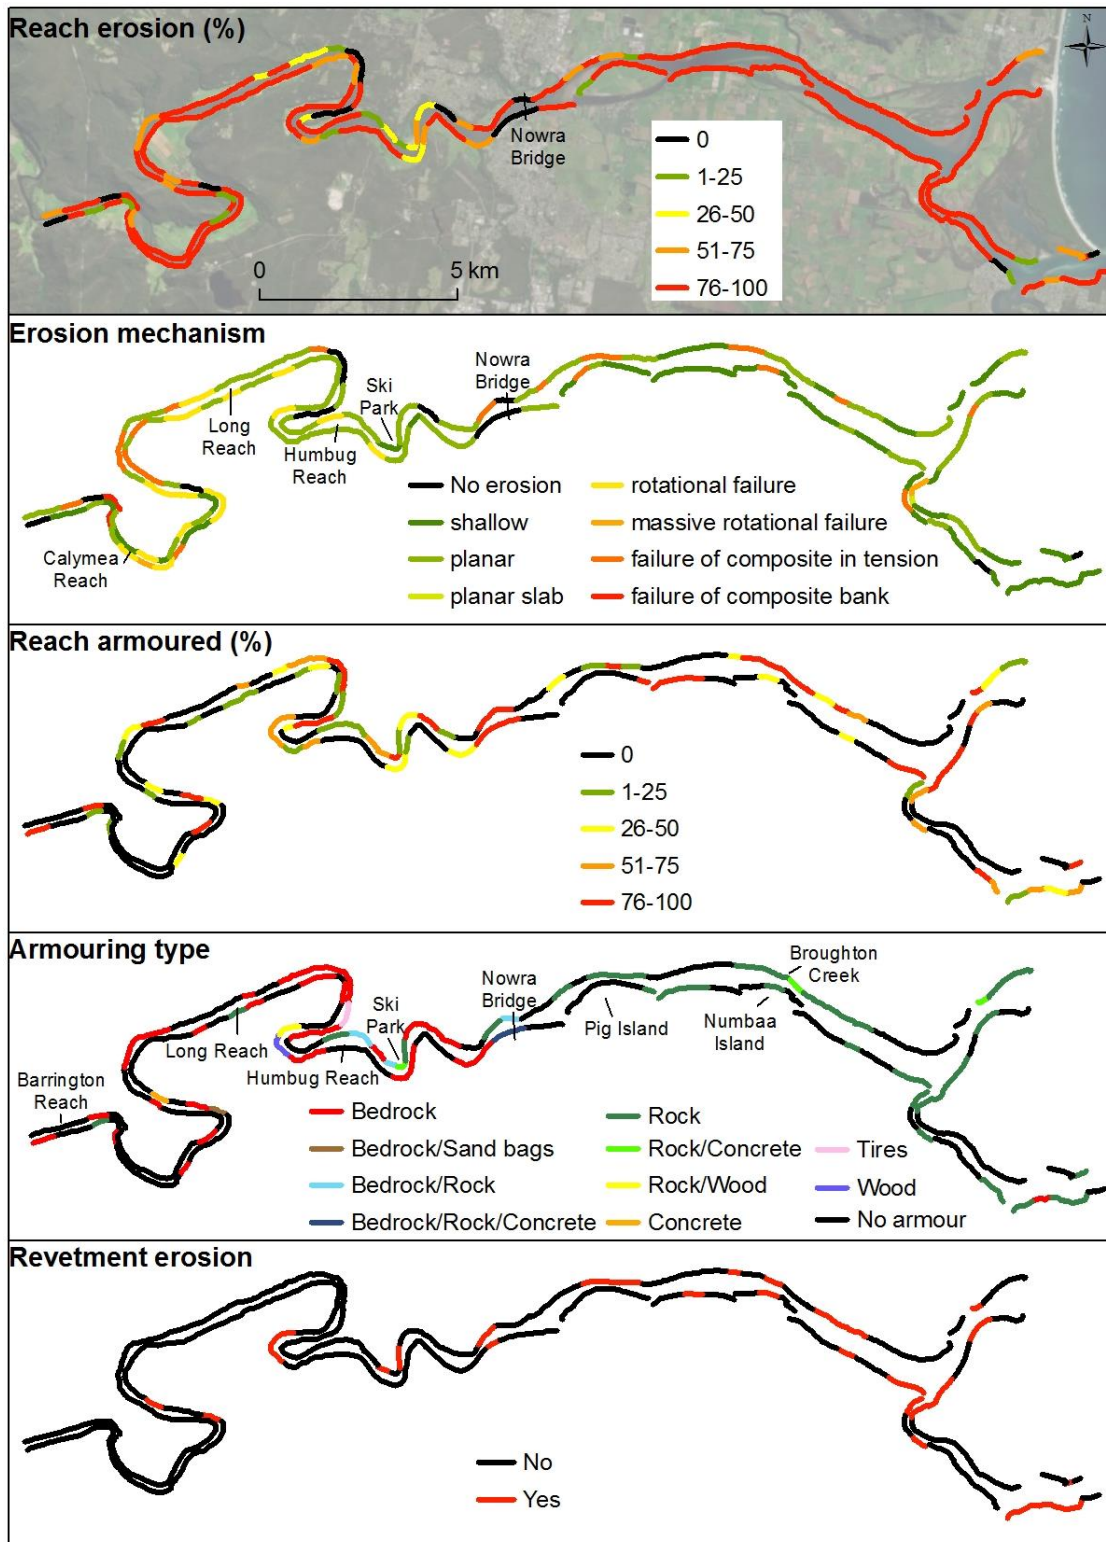 Reach erosion (%)
N
Nowra
Bridge
0
1-25
26-50
51-75
76-100
0 5 km
Erosion mechanism
Nowra
Bridge
Ski
Park
Long
Reach
Humbug
Reach
Calymea
Reach
No erosion
shallow
planar
planar slab
rotational failure
massive rotational failure
failure of composite in tension
failure of composite bank
Reach armoured (%)
0
1-25
26-50
51-75
76-100
Armouring type
Broughton
Creek
Nowra
Bridge
Ski
Park
Pig Island
Numbaa
Island
Long Reach
Humbug Reach
Barrington
Reach
Bedrock
Bedrock/Sand bags
Bedrock/Rock
Bedrock/Rock/Concrete
Rock
Rock/Concrete
Rock/Wood
Concrete
Tires
Wood
No armour
Revetment erosion
No
Yes